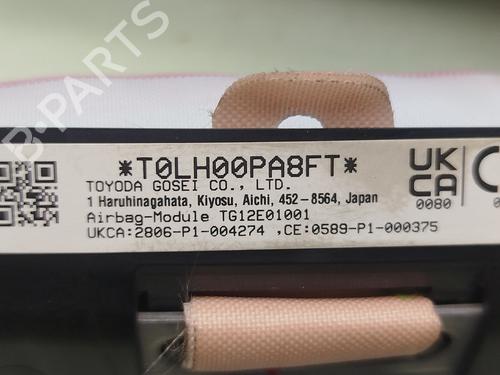 *T0LH00PA8FT*
TOYODA GOSEI CO., LTD.
1 Haruhinagahata, Kiyosu, Aichi, 452-8564, Japan
Airbag-Module TG12E01001
UKCA:2806-P1-004274 ,CE:0589-P1-000375
UK
CA
0080
B-PARTS